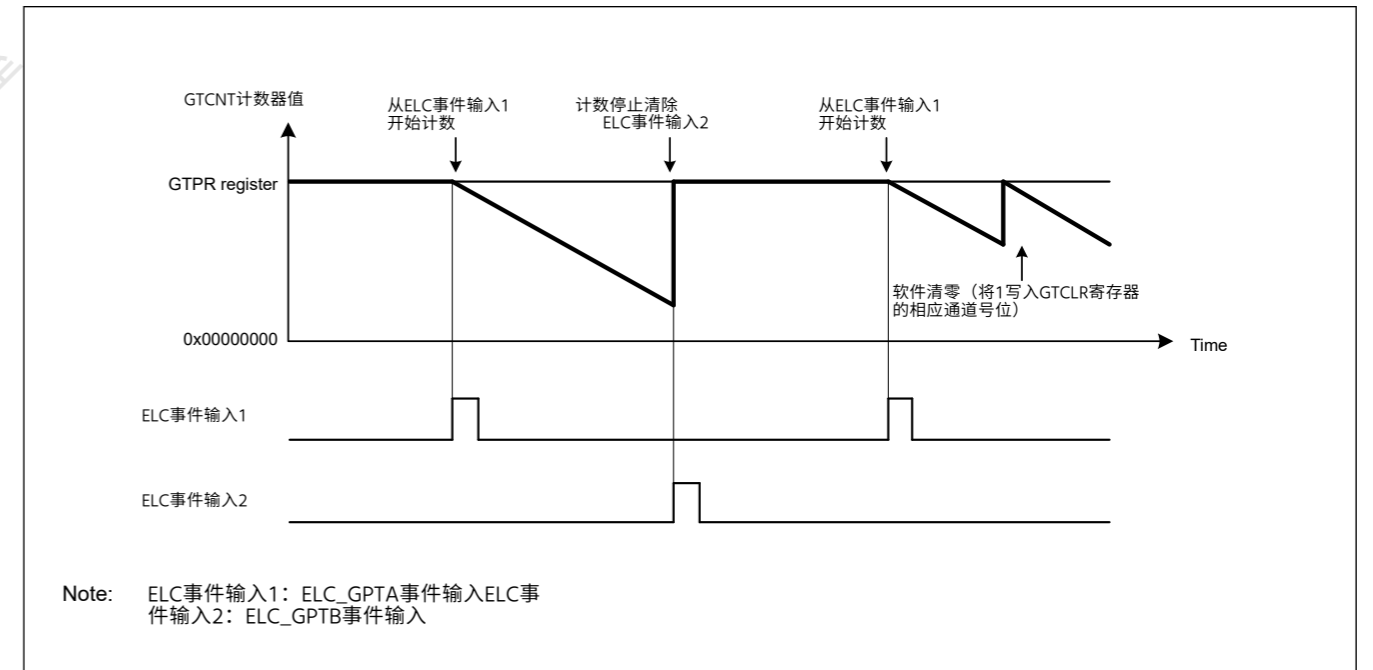 GTCNT计数器值
从ELC事件输入1
开始计数
计数停止清除
ELC事件输入2
从ELC事件输入1
开始计数
GTPR register
软件清零（将1写入GTCLR寄存器
的相应通道号位）
0x00000000
Time
ELC事件输入1
ELC事件输入2
Note: ELC事件输入1：ELC_GPTA事件输入ELC事
件输入2：ELC_GPTB事件输入